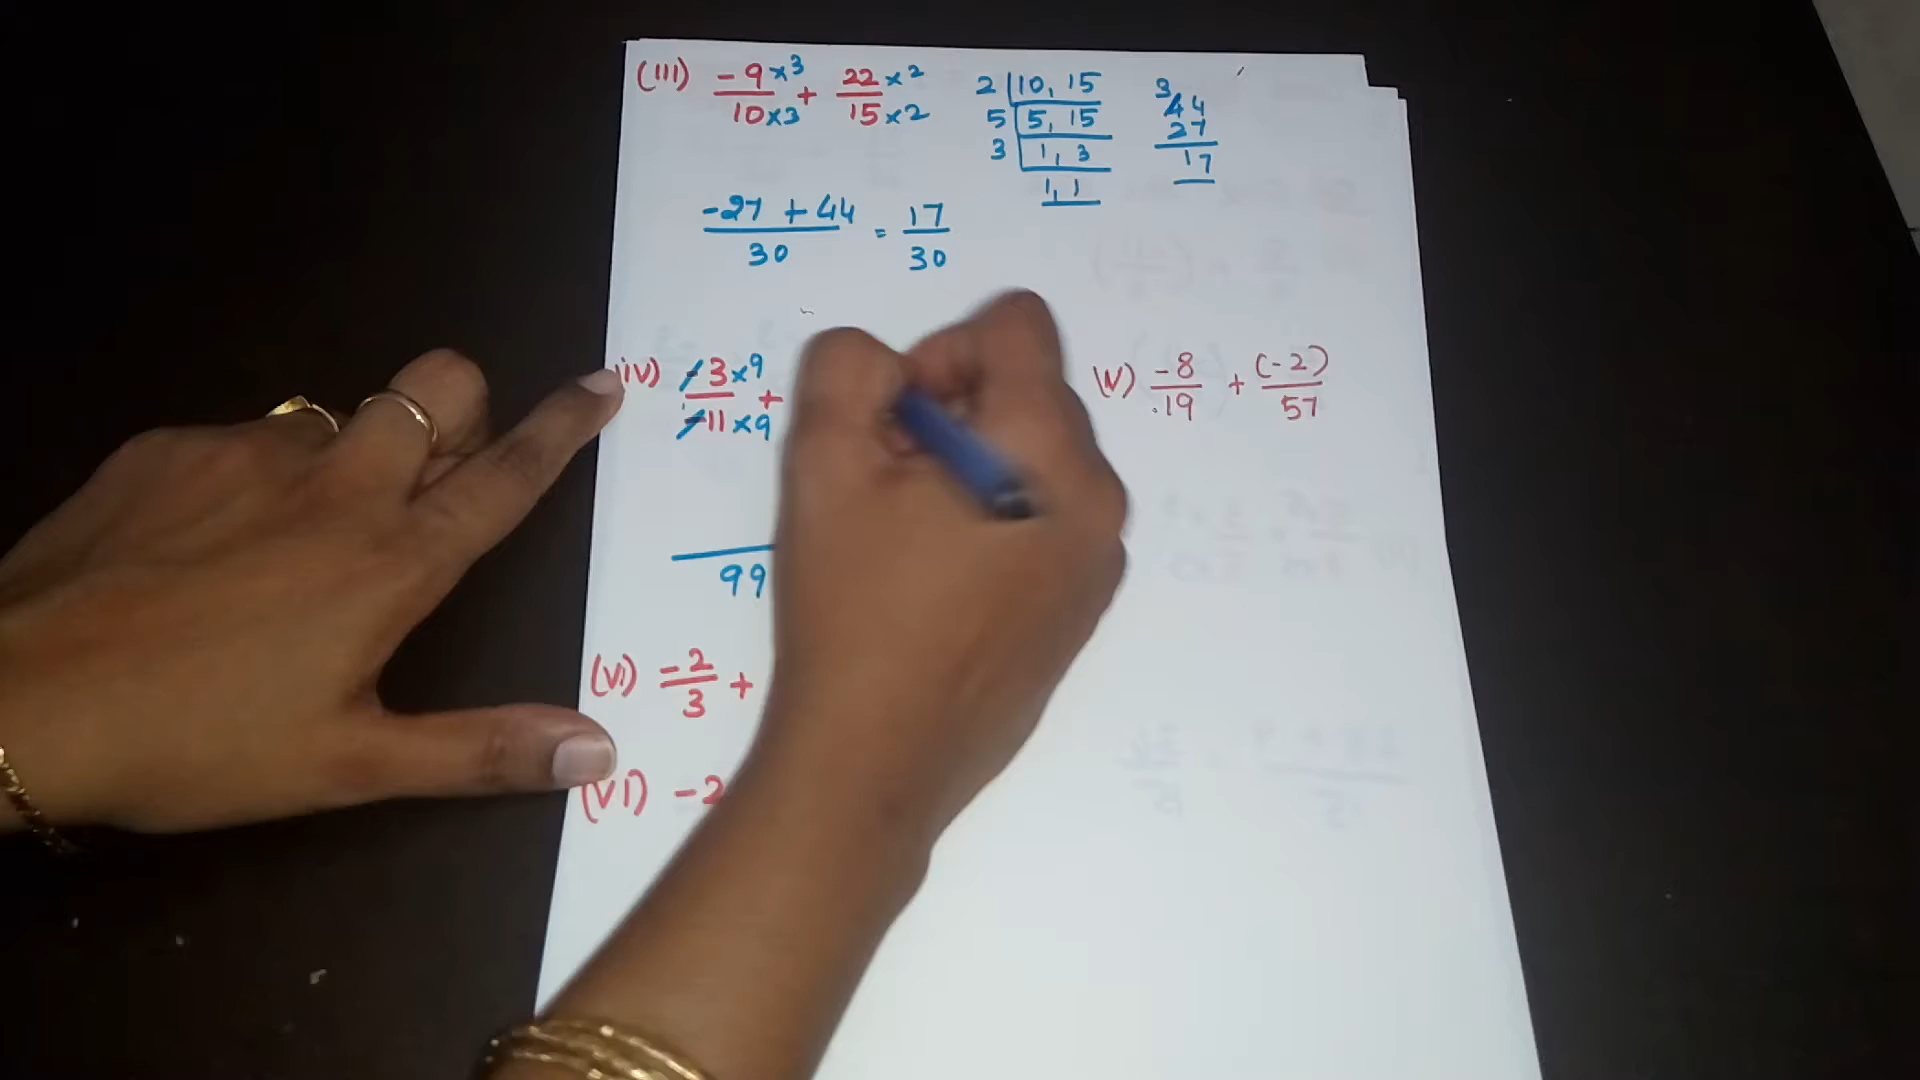 (iii) -9×3/10×3 + 22×2/15×2
2 | 10, 15
5 | 5, 15
3 | 1, 3
1, 1
3
44
27
17
-27 + 44/30 = 17/30
iv) -3×9/-11×9 +
99
(V) -8/19 + (-2)/57
(Vi) -2/3 +
(Vi) -2